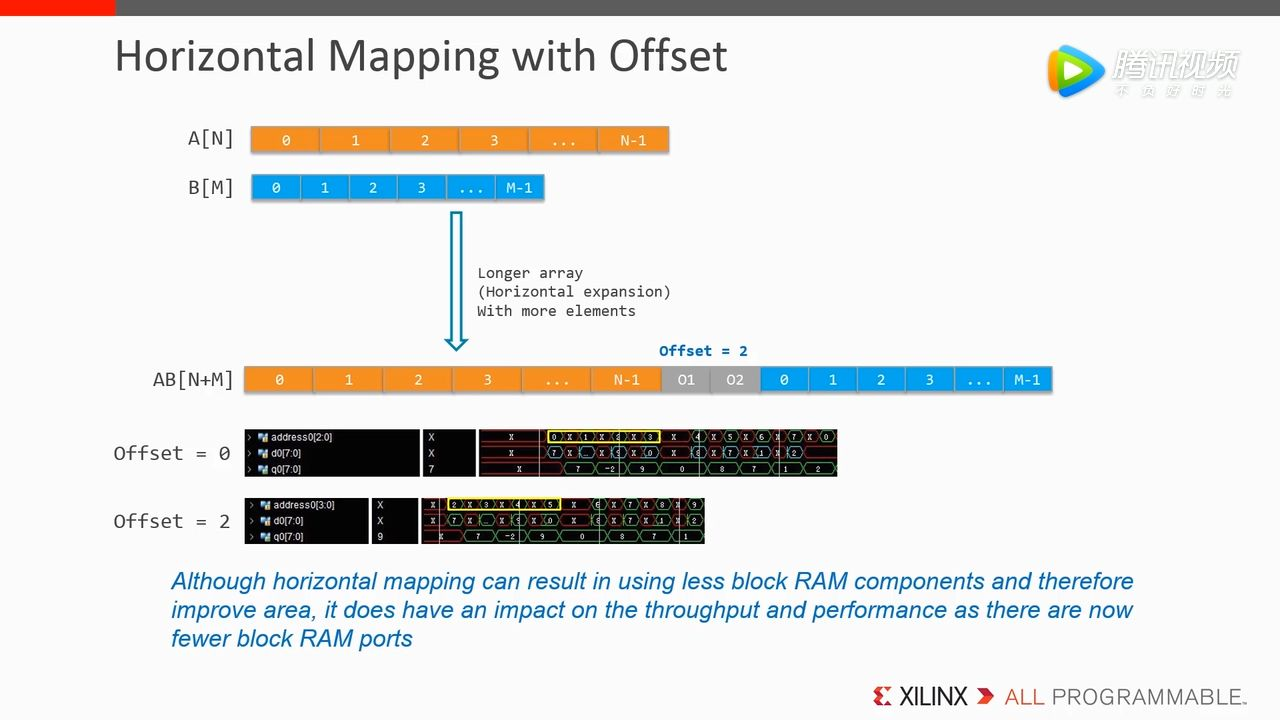 Horizontal Mapping with Offset
腾讯视频
不负好时光
A[N] 0 1 2 3 ... N-1
B[M] 0 1 2 3 ... M-1
Longer array
(Horizontal expansion)
With more elements
Offset = 2
AB[N+M] 0 1 2 3 ... N-1 O1 O2 0 1 2 3 ... M-1
Offset = 0
address0[2:0] X X 0 X 1 X 2 X 3 X 4 X 5 X 6 X 7 X 0
d0[7:0] X X 7 X ... X 9 X 0 X 8 X 7 X 1 X 2
q0[7:0] 7 X 7 -2 9 0 8 7 1 2
Offset = 2
address0[3:0] X X 2 X 3 X 4 X 5 X 6 X 7 X 8 X 9
d0[7:0] X X 7 X ... X 9 X 0 X 8 X 7 X 1 X 2
q0[7:0] 9 X 7 -2 9 0 8 7 1
Although horizontal mapping can result in using less block RAM components and therefore
improve area, it does have an impact on the throughput and performance as there are now
fewer block RAM ports
XILINX ALL PROGRAMMABLE™